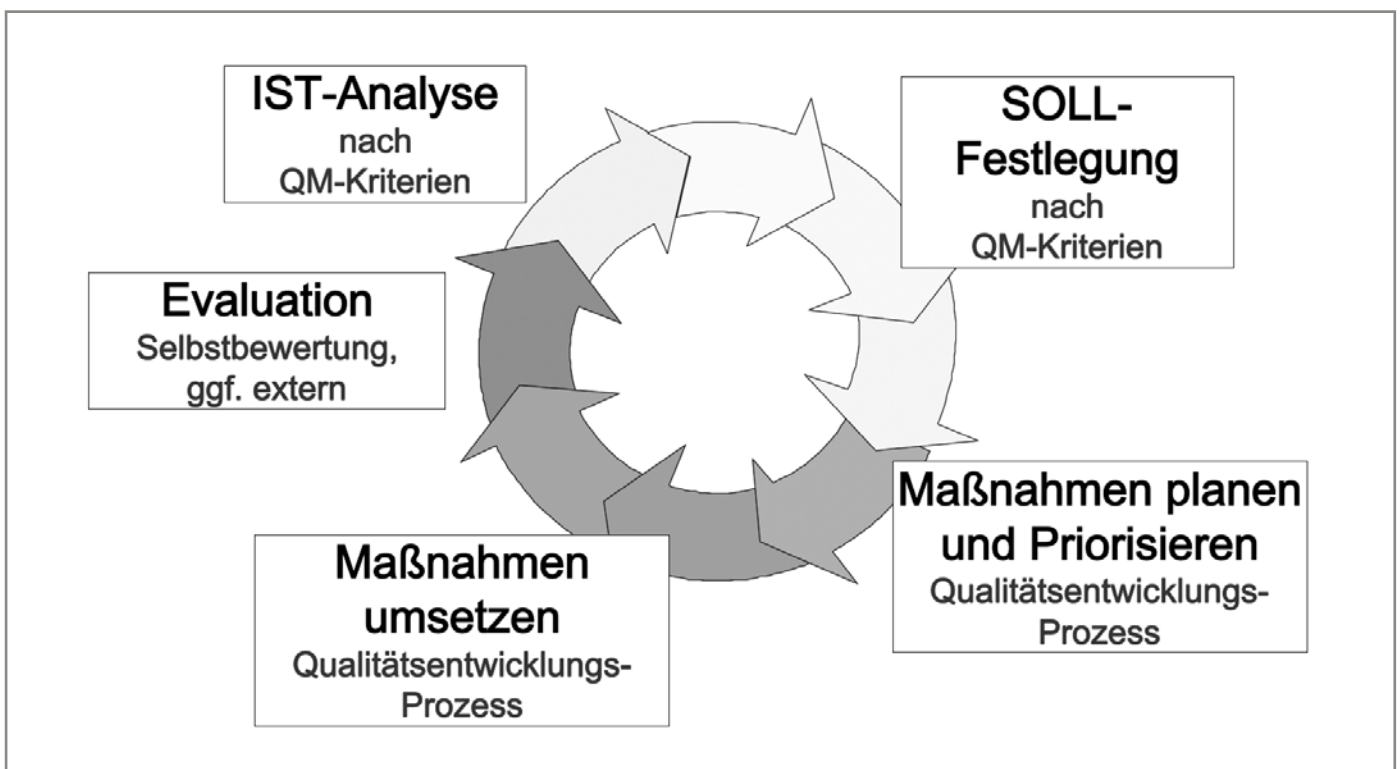 IST-Analyse
nach
QM-Kriterien
SOLL-
Festlegung
nach
QM-Kriterien
Maßnahmen planen
und Priorisieren
Qualitätsentwicklungs-
Prozess
Maßnahmen
umsetzen
Qualitätsentwicklungs-
Prozess
Evaluation
Selbstbewertung,
ggf. extern